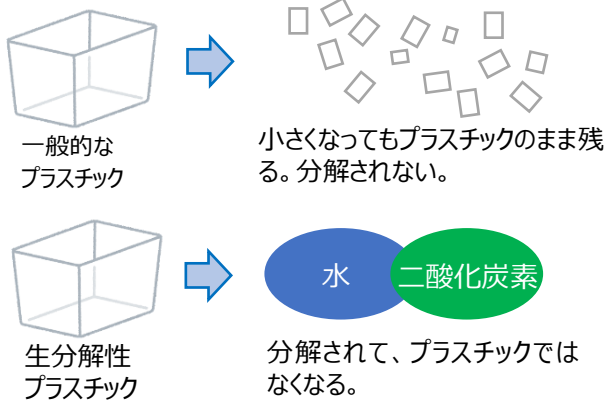 一般的な
プラスチック
小さくなってもプラスチックのまま残
る。分解されない。
水
二酸化炭素
生分解性
プラスチック
分解されて、プラスチックでは
なくなる。